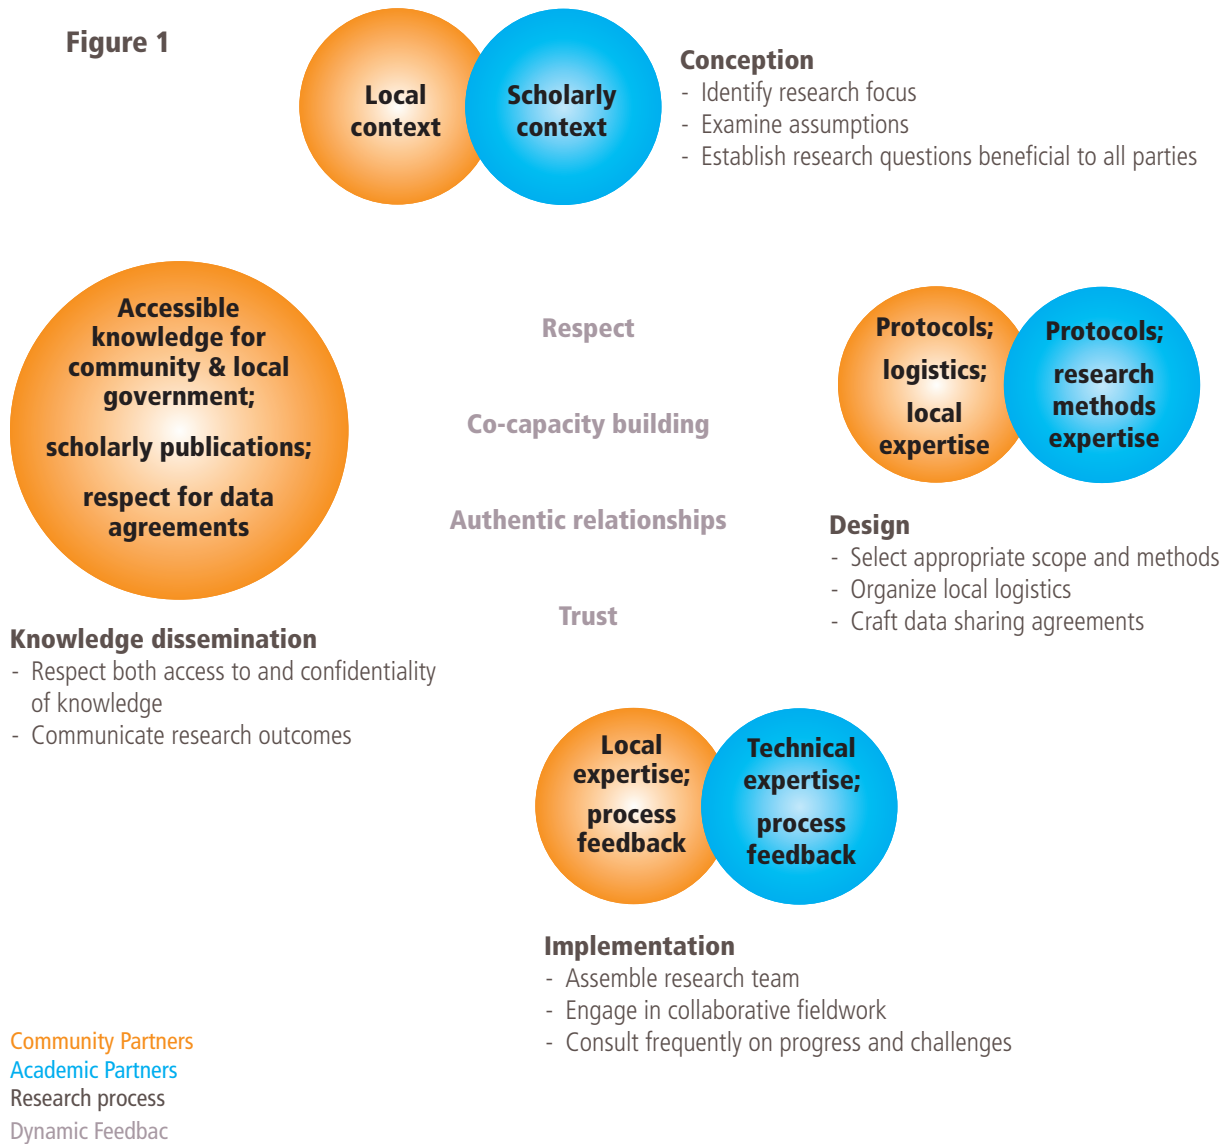 Figure 1
Local
context
Scholarly
context
Conception
- Identify research focus
- Examine assumptions
- Establish research questions beneficial to all parties
Accessible
knowledge for
community & local
government;
scholarly publications;
respect for data
agreements
Respect
Co-capacity building
Authentic relationships
Trust
Protocols;
logistics;
local
expertise
Protocols;
research
methods
expertise
Design
- Select appropriate scope and methods
- Organize local logistics
- Craft data sharing agreements
Knowledge dissemination
- Respect both access to and confidentiality
of knowledge
- Communicate research outcomes
Local
expertise;
process
feedback
Technical
expertise;
process
feedback
Implementation
- Assemble research team
- Engage in collaborative fieldwork
- Consult frequently on progress and challenges
Community Partners
Academic Partners
Research process
Dynamic Feedbac